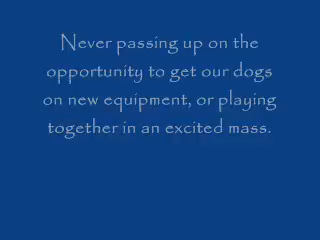 Never passing up on the
opportunity to get our dogs
on new equipment, or playing
together in an excited mass.